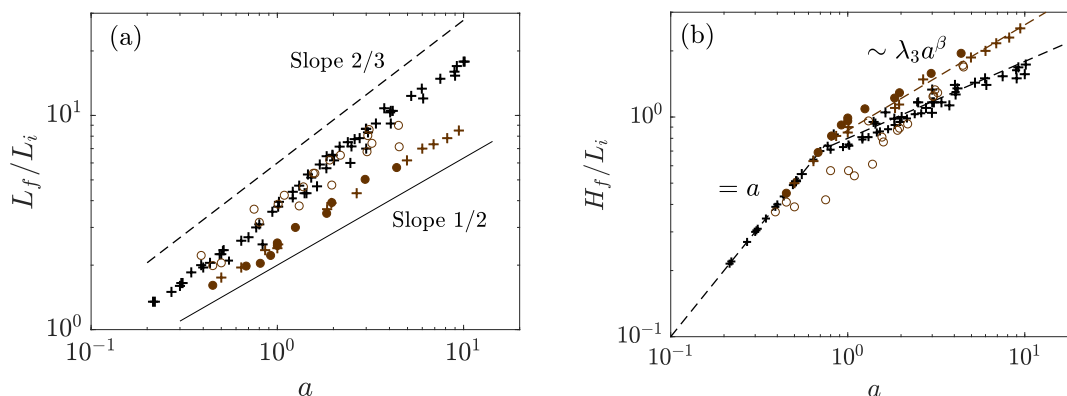 (a)
Slope 2/3
Slope 1/2
L_f/L_i
10^1
10^0
10^{-1}
10^0
10^1
a
(b)
∼ λ_3 a^β
= a
H_f/L_i
10^0
10^{-1}
10^{-1}
10^0
10^1
a